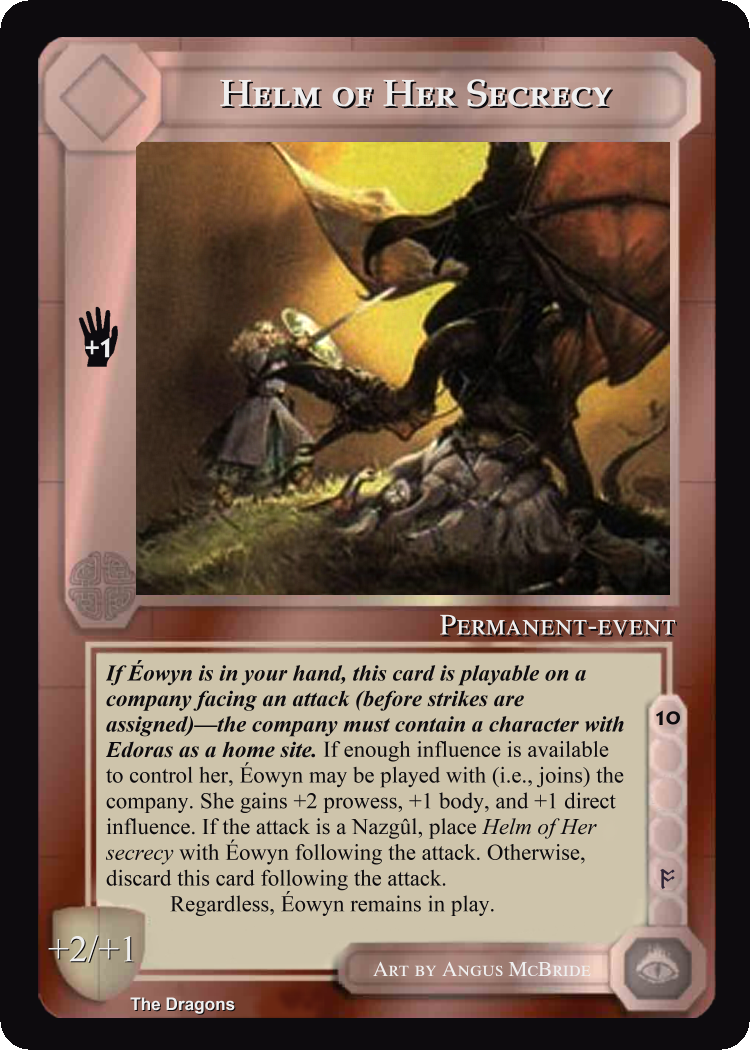 Helm of Her Secrecy
+1
Permanent-event
If Éowyn is in your hand, this card is playable on a
company facing an attack (before strikes are
assigned)—the company must contain a character with
Edoras as a home site. If enough influence is available
to control her, Éowyn may be played with (i.e., joins) the
company. She gains +2 prowess, +1 body, and +1 direct
influence. If the attack is a Nazgûl, place Helm of Her
secrecy with Éowyn following the attack. Otherwise,
discard this card following the attack.
Regardless, Éowyn remains in play.
10
ᚩ
+2/+1
Art by Angus McBride
The Dragons